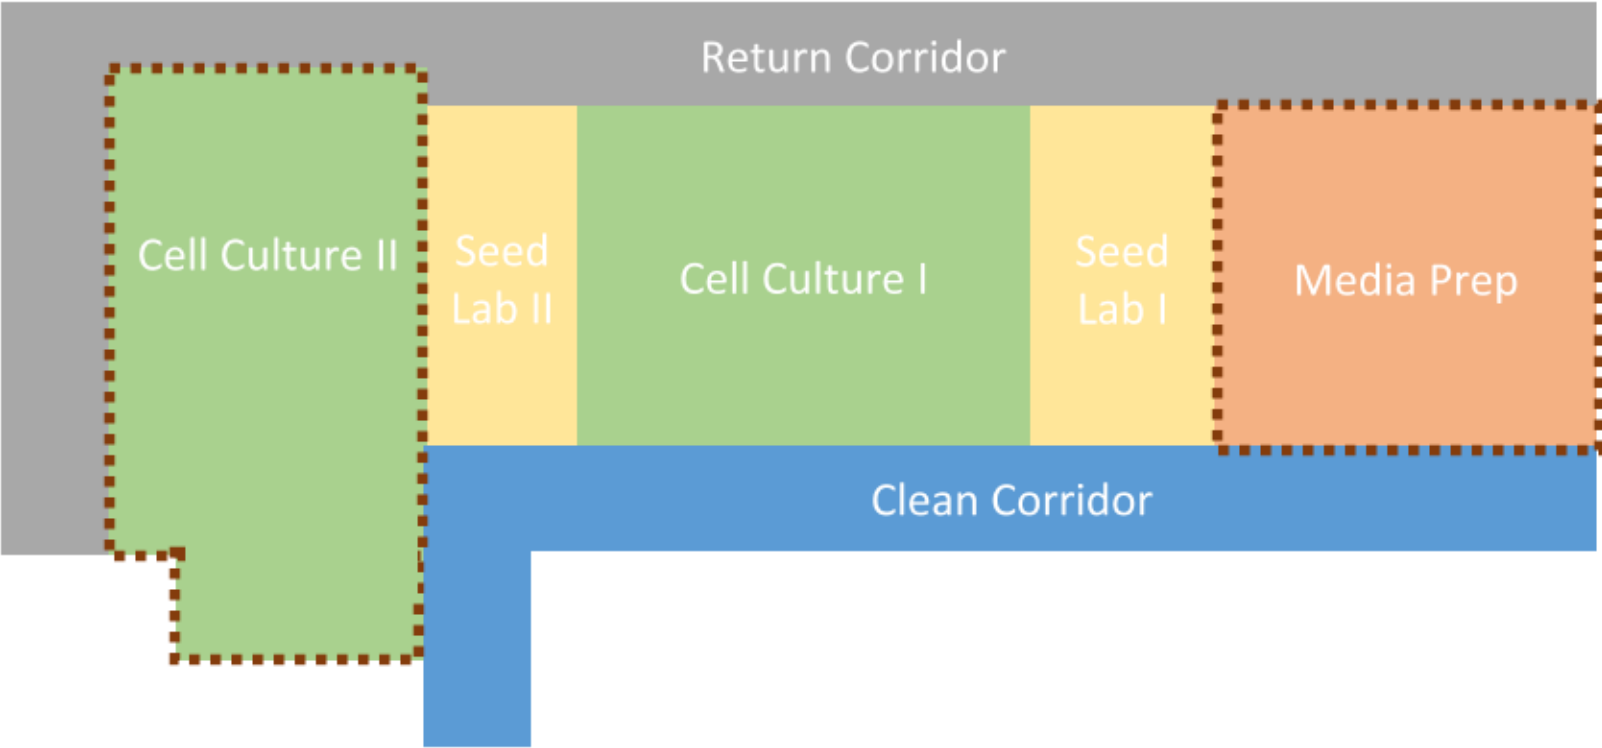 Return Corridor
Cell Culture II
Seed
Lab II
Cell Culture I
Seed
Lab I
Media Prep
Clean Corridor